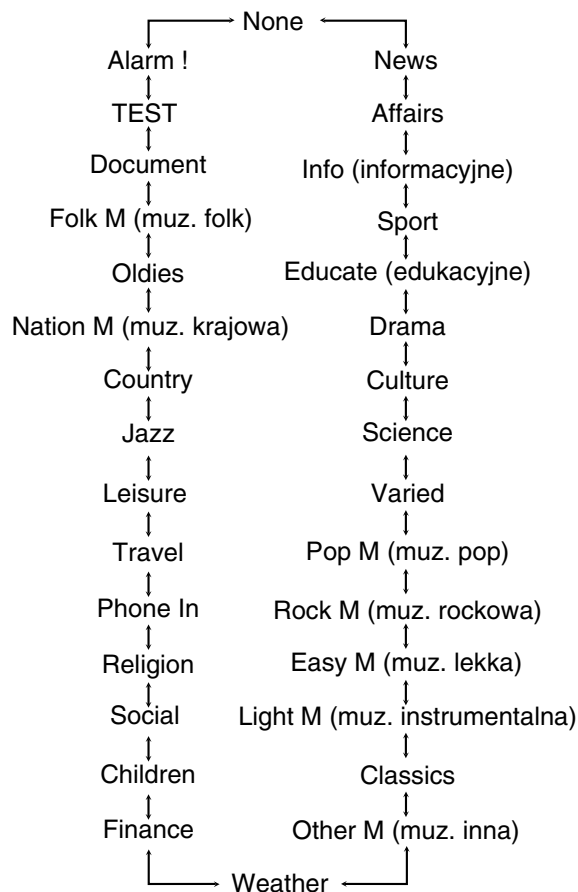 None
Alarm !
News
TEST
Affairs
Document
Info (informacyjne)
Folk M (muz. folk)
Sport
Oldies
Educate (edukacyjne)
Nation M (muz. krajowa)
Drama
Country
Culture
Jazz
Science
Leisure
Varied
Travel
Pop M (muz. pop)
Phone In
Rock M (muz. rockowa)
Religion
Easy M (muz. lekka)
Social
Light M (muz. instrumentalna)
Children
Classics
Finance
Other M (muz. inna)
Weather